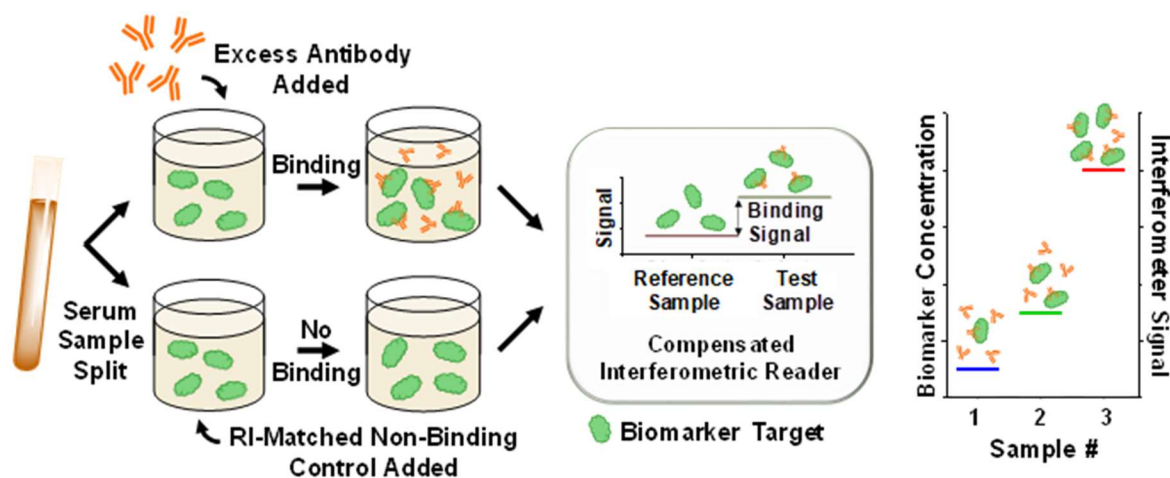 Excess Antibody
Added
Binding
Serum
Sample
Split
No
Binding
RI-Matched Non-Binding
Control Added
Signal
Binding
Signal
Reference
Sample
Test
Sample
Compensated
Interferometric Reader
Biomarker Target
Biomarker Concentration
Interferometer Signal
1
2
3
Sample #